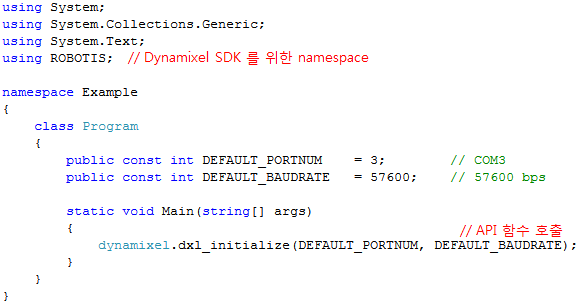 using System;
using System.Collections.Generic;
using System.Text;
using ROBOTIS;  // Dynamixel SDK 를 위한 namespace
namespace Example
{
    class Program
    {
        public const int DEFAULT_PORTNUM    = 3;        // COM3
        public const int DEFAULT_BAUDRATE   = 57600;    // 57600 bps
        static void Main(string[] args)
// API 함수 호출
        {
            dynamixel.dxl_initialize(DEFAULT_PORTNUM, DEFAULT_BAUDRATE);
        }
    }
}